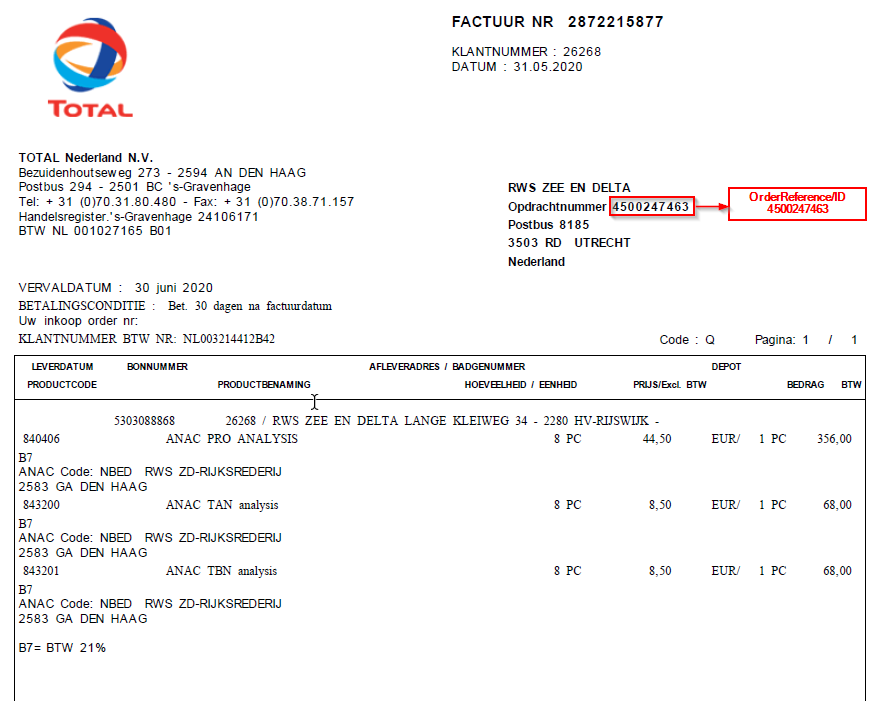 FACTUUR NR 2872215877
KLANTNUMMER : 26268
DATUM : 31.05.2020
TOTAL
TOTAL Nederland N.V.
Bezuidenhoutseweg 273 - 2594 AN DEN HAAG
Postbus 294 - 2501 BC 's-Gravenhage
Tel: + 31 (0)70.31.80.480 - Fax: + 31 (0)70.38.71.157
Handelsregister.'s-Gravenhage 24106171
BTW NL 001027165 B01
RWS ZEE EN DELTA
Opdrachtnummer 4500247463
OrderReference/ID
4500247463
Postbus 8185
3503 RD UTRECHT
Nederland
VERVALDATUM : 30 juni 2020
BETALINGSCONDITIE : Bet. 30 dagen na factuurdatum
Uw inkoop order nr:
KLANTNUMMER BTW NR: NL003214412B42
Code : Q Pagina: 1 / 1
LEVERDATUM BONNUMMER AFLEVERADRES / BADGENUMMER DEPOT
PRODUCTCODE PRODUCTBENAMING HOEVEELHEID / EENHEID PRIJS/Excl. BTW BEDRAG BTW
5303088868 26268 / RWS ZEE EN DELTA LANGE KLEIWEG 34 - 2280 HV-RIJSWIJK -
840406 ANAC PRO ANALYSIS 8 PC 44,50 EUR/ 1 PC 356,00
B7
ANAC Code: NBED RWS ZD-RIJKSREDERIJ
2583 GA DEN HAAG
843200 ANAC TAN analysis 8 PC 8,50 EUR/ 1 PC 68,00
B7
ANAC Code: NBED RWS ZD-RIJKSREDERIJ
2583 GA DEN HAAG
843201 ANAC TBN analysis 8 PC 8,50 EUR/ 1 PC 68,00
B7
ANAC Code: NBED RWS ZD-RIJKSREDERIJ
2583 GA DEN HAAG
B7= BTW 21%